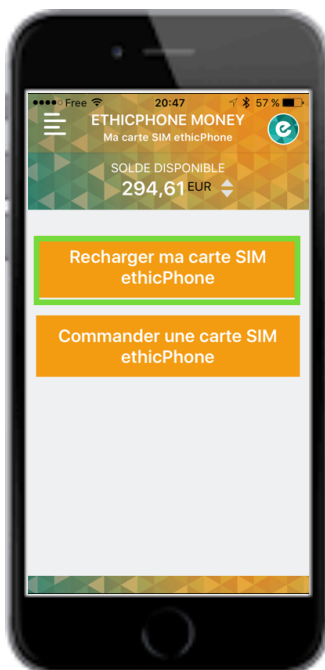 Free 20:47 57 %
ETHICPHONE MONEY
Ma carte SIM ethicPhone
e
SOLDE DISPONIBLE
294,61 EUR
Recharger ma carte SIM
ethicPhone
Commander une carte SIM
ethicPhone